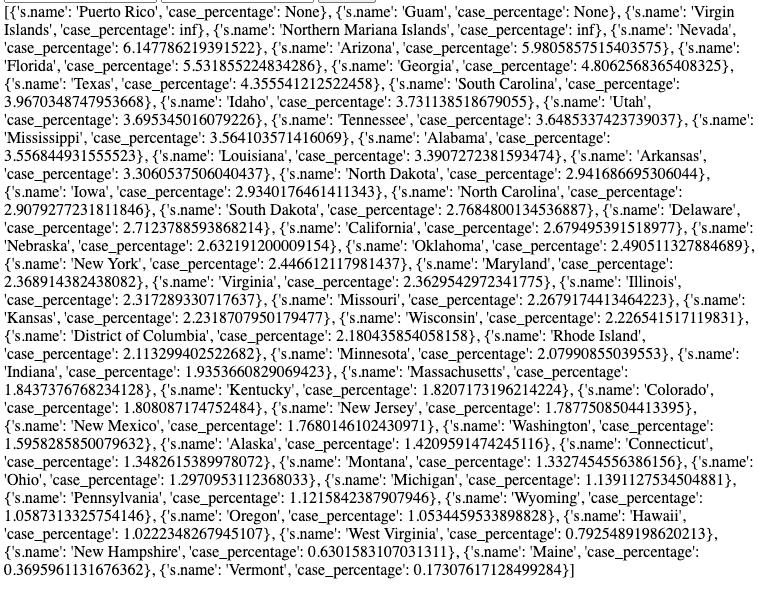 [{'s.name': 'Puerto Rico', 'case_percentage': None}, {'s.name': 'Guam', 'case_percentage': None}, {'s.name': 'Virgin
Islands', 'case_percentage': inf}, {'s.name': 'Northern Mariana Islands', 'case_percentage': inf}, {'s.name': 'Nevada',
'case_percentage': 6.147786219391522}, {'s.name': 'Arizona', 'case_percentage': 5.9805857515403575}, {'s.name':
'Florida', 'case_percentage': 5.531855224834286}, {'s.name': 'Georgia', 'case_percentage': 4.8062568365408325},
{'s.name': 'Texas', 'case_percentage': 4.355541212522458}, {'s.name': 'South Carolina', 'case_percentage':
3.9670348747953668}, {'s.name': 'Idaho', 'case_percentage': 3.731138518679055}, {'s.name': 'Utah',
'case_percentage': 3.695345016079226}, {'s.name': 'Tennessee', 'case_percentage': 3.6485337423739037}, {'s.name':
'Mississippi', 'case_percentage': 3.564103571416069}, {'s.name': 'Alabama', 'case_percentage':
3.556844931555523}, {'s.name': 'Louisiana', 'case_percentage': 3.3907272381593474}, {'s.name': 'Arkansas',
'case_percentage': 3.3060537506040437}, {'s.name': 'North Dakota', 'case_percentage': 2.941686695306044},
{'s.name': 'Iowa', 'case_percentage': 2.9340176461411343}, {'s.name': 'North Carolina', 'case_percentage':
2.9079277231811846}, {'s.name': 'South Dakota', 'case_percentage': 2.7684800134536887}, {'s.name': 'Delaware',
'case_percentage': 2.7123788593868214}, {'s.name': 'California', 'case_percentage': 2.679495391518977}, {'s.name':
'Nebraska', 'case_percentage': 2.632191200009154}, {'s.name': 'Oklahoma', 'case_percentage': 2.490511327884689},
{'s.name': 'New York', 'case_percentage': 2.446612117981437}, {'s.name': 'Maryland', 'case_percentage':
2.368914382438082}, {'s.name': 'Virginia', 'case_percentage': 2.3629542972341775}, {'s.name': 'Illinois',
'case_percentage': 2.317289330717637}, {'s.name': 'Missouri', 'case_percentage': 2.2679174413464223}, {'s.name':
'Kansas', 'case_percentage': 2.2318707950179477}, {'s.name': 'Wisconsin', 'case_percentage': 2.226541517119831},
{'s.name': 'District of Columbia', 'case_percentage': 2.180435854058158}, {'s.name': 'Rhode Island',
'case_percentage': 2.113299402522682}, {'s.name': 'Minnesota', 'case_percentage': 2.07990855039553}, {'s.name':
'Indiana', 'case_percentage': 1.9353660829069423}, {'s.name': 'Massachusetts', 'case_percentage':
1.8437376768234128}, {'s.name': 'Kentucky', 'case_percentage': 1.8207173196214224}, {'s.name': 'Colorado',
'case_percentage': 1.808087174752484}, {'s.name': 'New Jersey', 'case_percentage': 1.7877508504413395},
{'s.name': 'New Mexico', 'case_percentage': 1.7680146102430971}, {'s.name': 'Washington', 'case_percentage':
1.5958285850079632}, {'s.name': 'Alaska', 'case_percentage': 1.4209591474245116}, {'s.name': 'Connecticut',
'case_percentage': 1.3482615389978072}, {'s.name': 'Montana', 'case_percentage': 1.3327454556386156}, {'s.name':
'Ohio', 'case_percentage': 1.2970953112368033}, {'s.name': 'Michigan', 'case_percentage': 1.1391127534504881},
{'s.name': 'Pennsylvania', 'case_percentage': 1.1215842387907946}, {'s.name': 'Wyoming', 'case_percentage':
1.0587313325754146}, {'s.name': 'Oregon', 'case_percentage': 1.0534459533898828}, {'s.name': 'Hawaii',
'case_percentage': 1.0222348267945107}, {'s.name': 'West Virginia', 'case_percentage': 0.7925489198620213},
{'s.name': 'New Hampshire', 'case_percentage': 0.6301583107031311}, {'s.name': 'Maine', 'case_percentage':
0.3695961131676362}, {'s.name': 'Vermont', 'case_percentage': 0.17307617128499284}]